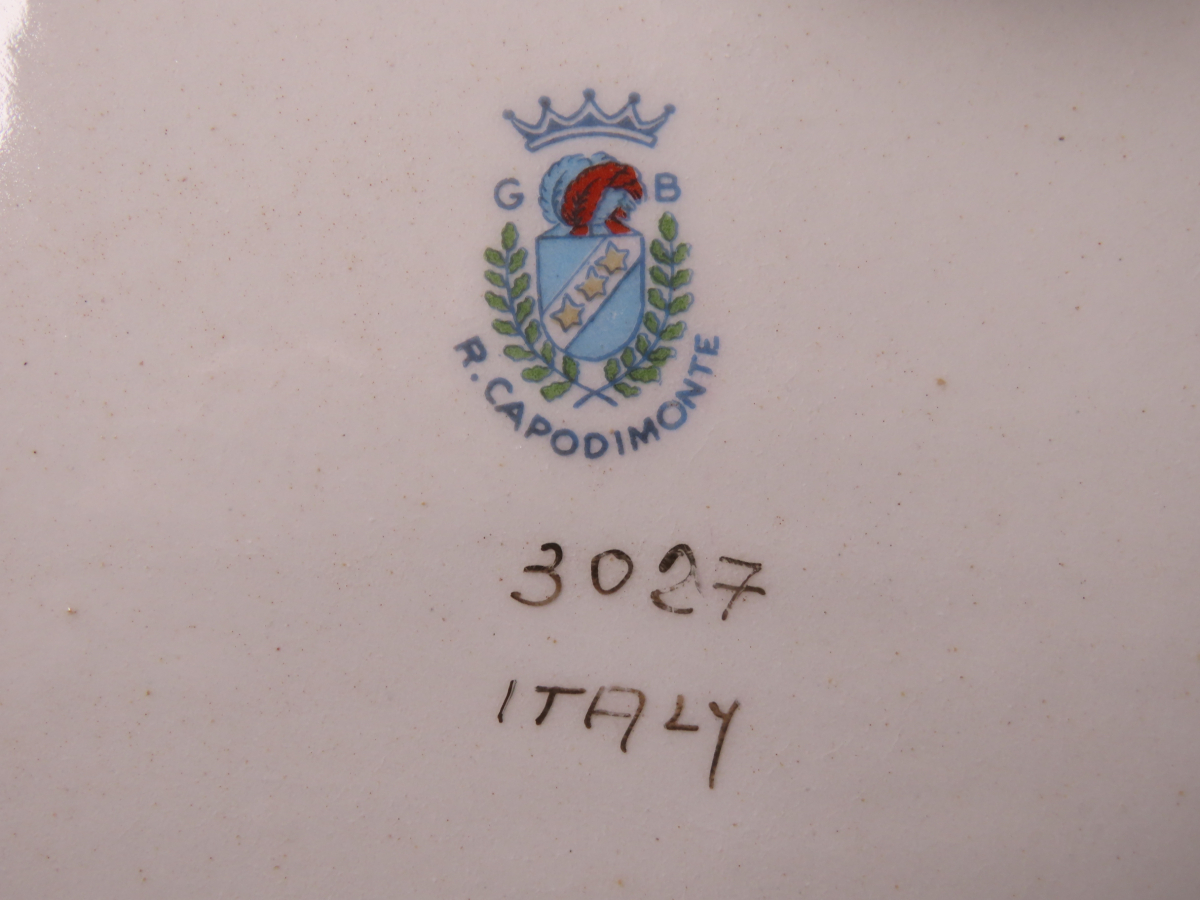 G B
R. CAPODIMONTE
3027
ITALY